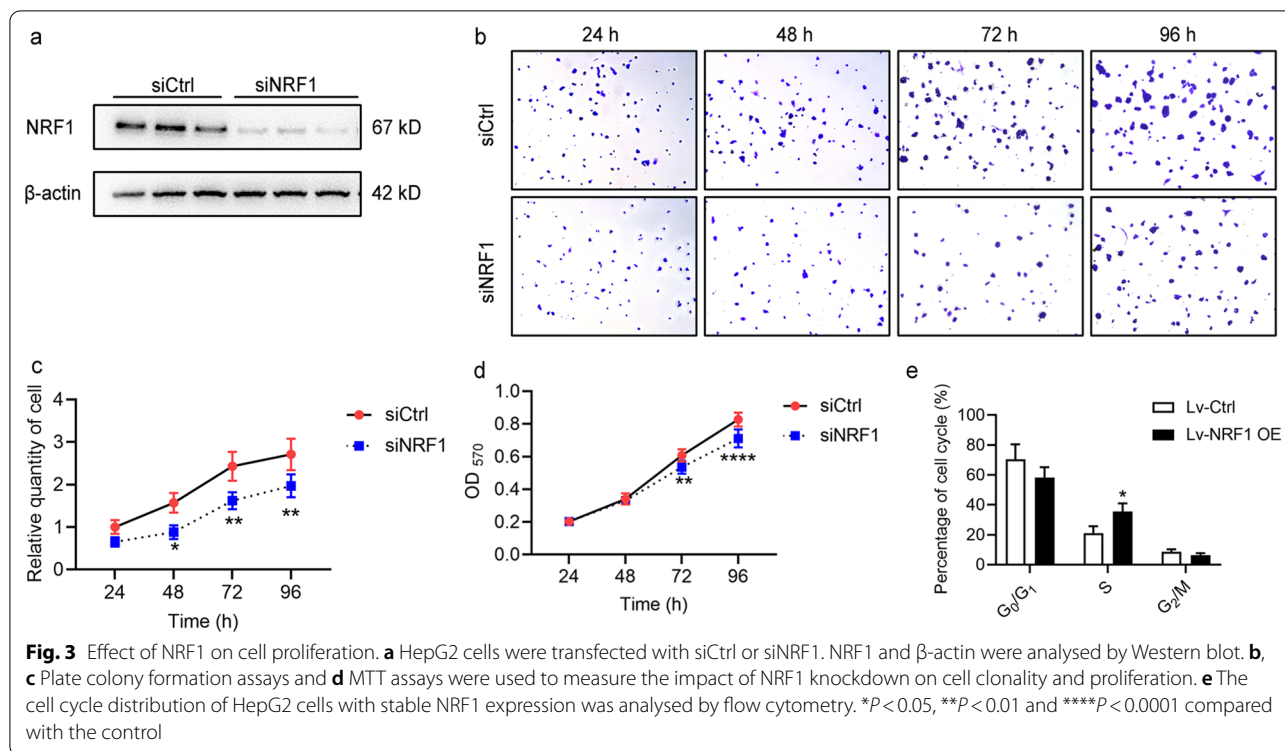 a
siCtrl siNRF1
NRF1 67 kD
β-actin 42 kD
b
24 h 48 h 72 h 96 h
siCtrl
siNRF1
c
Relative quantity of cell
4
3
2
1
0
24 48 72 96
Time (h)
* ** **
siCtrl
siNRF1
d
OD 570
1.0
0.8
0.6
0.4
0.2
0.0
24 48 72 96
Time (h)
** ****
siCtrl
siNRF1
e
Percentage of cell cycle (%)
100
80
60
40
20
0
G₀/G₁ S G₂/M
*
Lv-Ctrl
Lv-NRF1 OE
Fig. 3 Effect of NRF1 on cell proliferation. a HepG2 cells were transfected with siCtrl or siNRF1. NRF1 and β-actin were analysed by Western blot. b,
c Plate colony formation assays and d MTT assays were used to measure the impact of NRF1 knockdown on cell clonality and proliferation. e The
cell cycle distribution of HepG2 cells with stable NRF1 expression was analysed by flow cytometry. *P < 0.05, **P < 0.01 and ****P < 0.0001 compared
with the control